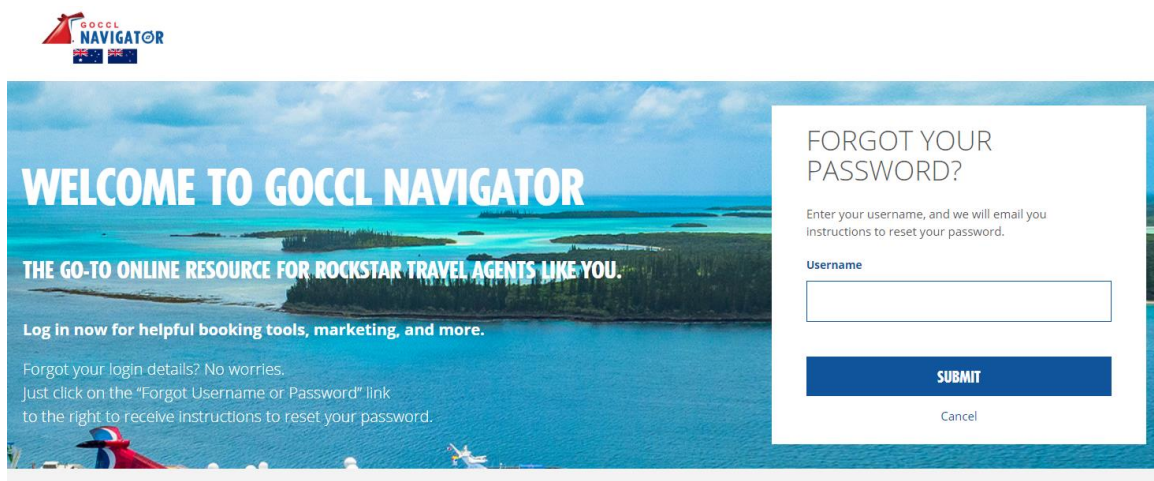 GOCCL
NAVIGATOR
WELCOME TO GOCCL NAVIGATOR
THE GO-TO ONLINE RESOURCE FOR ROCKSTAR TRAVEL AGENTS LIKE YOU.
Log in now for helpful booking tools, marketing, and more.
Forgot your login details? No worries.
Just click on the “Forgot Username or Password” link
to the right to receive instructions to reset your password.
FORGOT YOUR
PASSWORD?
Enter your username, and we will email you
instructions to reset your password.
Username
SUBMIT
Cancel